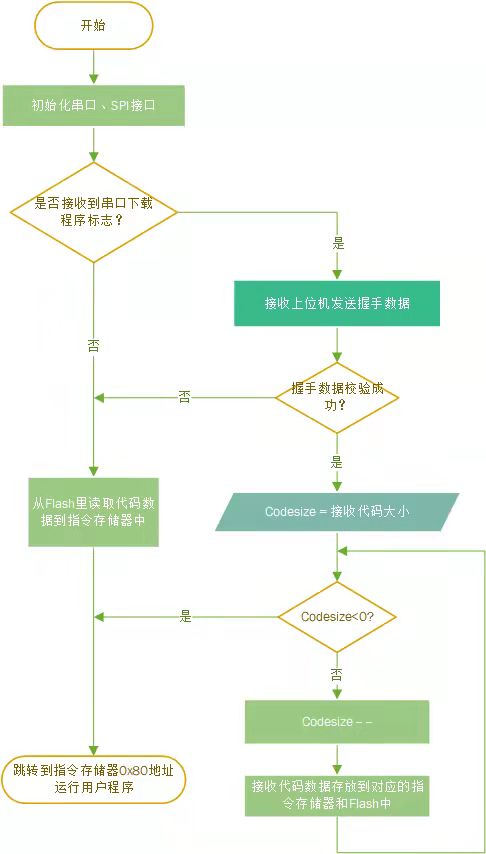 开始
初始化串口、SPI接口
是否接收到串口下载
程序标志？
是
接收上位机发送握手数据
否
握手数据校验成
功？
否
是
从Flash里读取代码数
据到指令存储器中
Codesize = 接收代码大小
Codesize<0?
是
否
Codesize – –
跳转到指令存储器0x80地址
运行用户程序
接收代码数据存放到对应的指
令存储器和Flash中